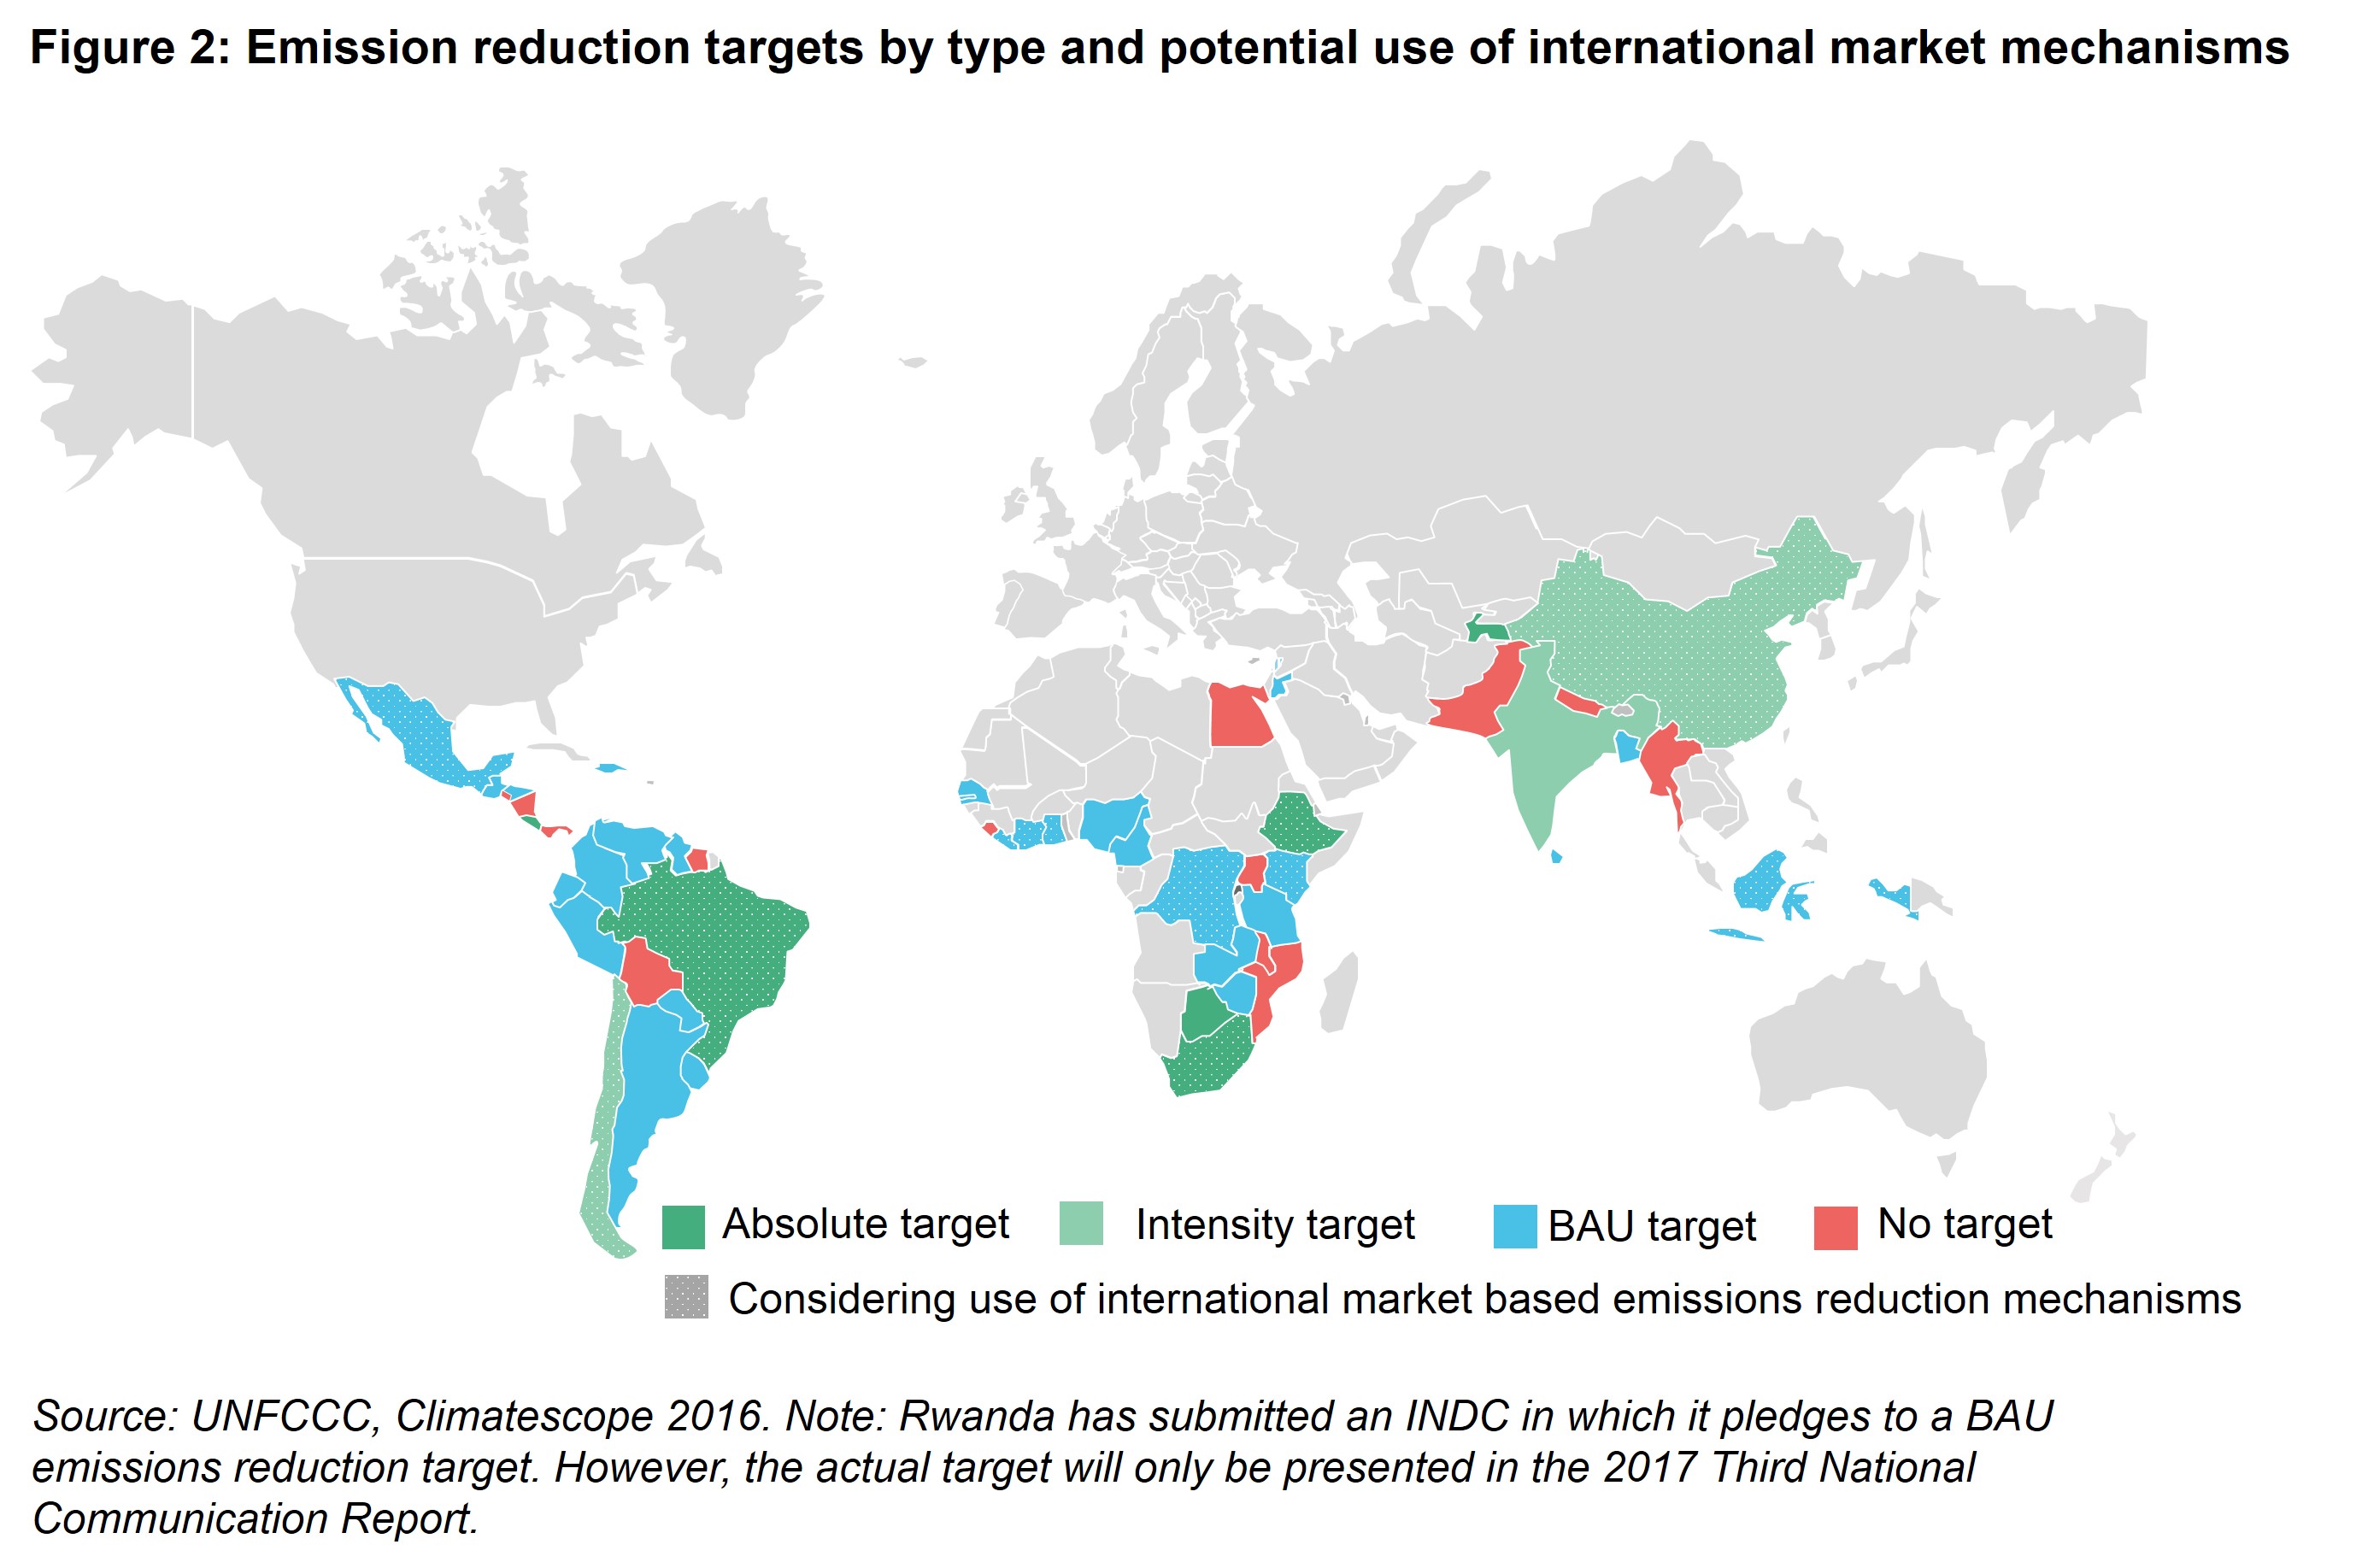 Figure 2: Emission reduction targets by type and potential use of international market mechanisms
Absolute target
Intensity target
BAU target
No target
Considering use of international market based emissions reduction mechanisms
Source: UNFCCC, Climatescope 2016. Note: Rwanda has submitted an INDC in which it pledges to a BAU
emissions reduction target. However, the actual target will only be presented in the 2017 Third National
Communication Report.